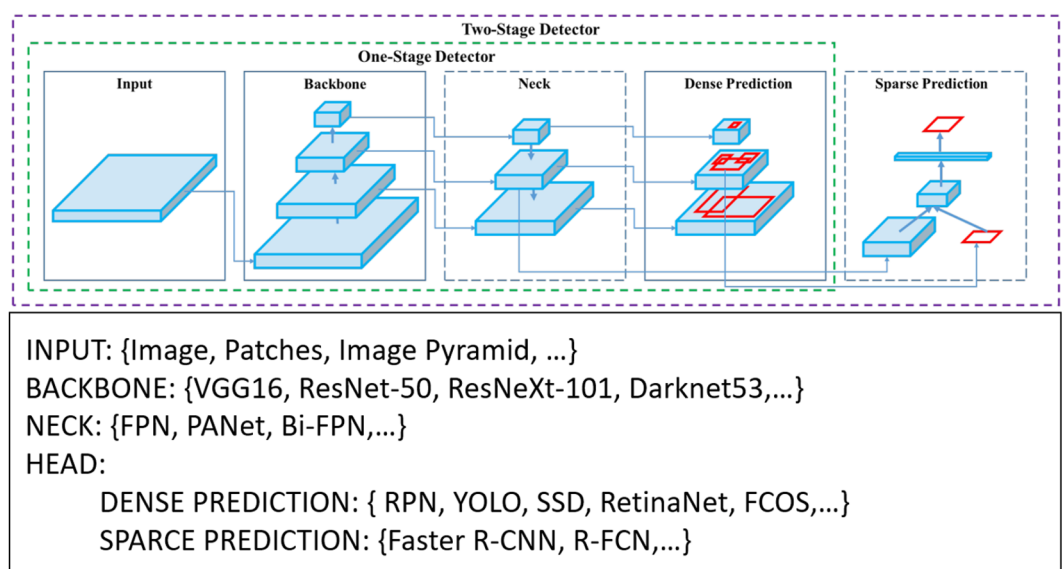 Two-Stage Detector
One-Stage Detector
Input
Backbone
Neck
Dense Prediction
Sparse Prediction
INPUT: {Image, Patches, Image Pyramid, ...}
BACKBONE: {VGG16, ResNet-50, ResNeXt-101, Darknet53,...}
NECK: {FPN, PANet, Bi-FPN,...}
HEAD:
DENSE PREDICTION: { RPN, YOLO, SSD, RetinaNet, FCOS,...}
SPARCE PREDICTION: {Faster R-CNN, R-FCN,...}